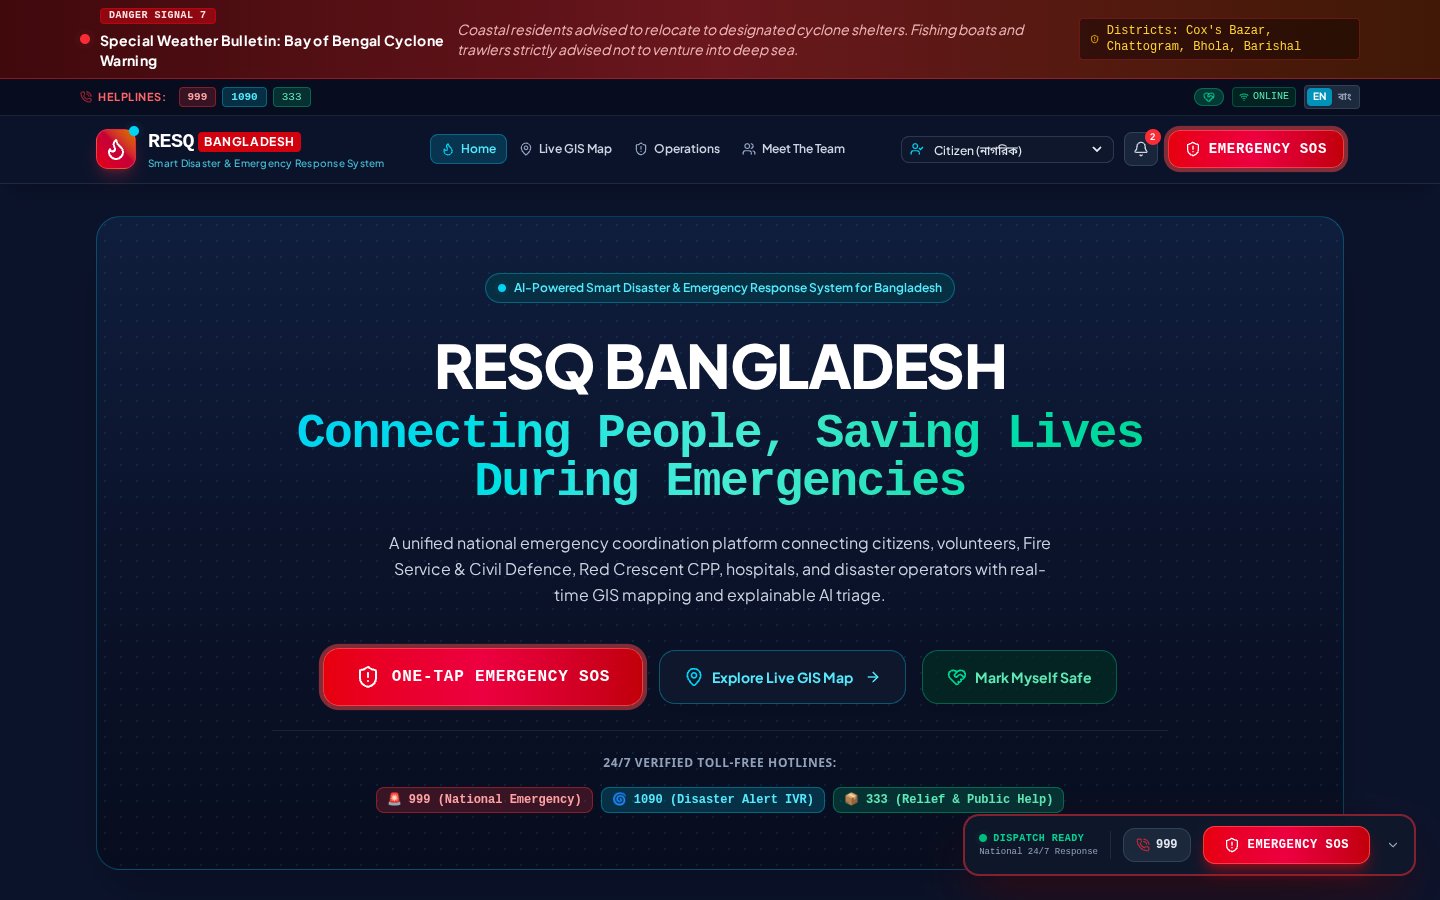 DANGER SIGNAL 7
Special Weather Bulletin: Bay of Bengal Cyclone
Warning
Coastal residents advised to relocate to designated cyclone shelters. Fishing boats and
trawlers strictly advised not to venture into deep sea.
Districts: Cox's Bazar,
Chattogram, Bhola, Barishal
HELPLINES: 999 1090 333
ONLINE
EN বাং
RESQ BANGLADESH
Smart Disaster & Emergency Response System
Home
Live GIS Map
Operations
Meet The Team
Citizen (নাগরিক)
2
EMERGENCY SOS
AI-Powered Smart Disaster & Emergency Response System for Bangladesh
RESQ BANGLADESH
Connecting People, Saving Lives
During Emergencies
A unified national emergency coordination platform connecting citizens, volunteers, Fire
Service & Civil Defence, Red Crescent CPP, hospitals, and disaster operators with real-
time GIS mapping and explainable AI triage.
ONE-TAP EMERGENCY SOS
Explore Live GIS Map
Mark Myself Safe
24/7 VERIFIED TOLL-FREE HOTLINES:
999 (National Emergency)
1090 (Disaster Alert IVR)
333 (Relief & Public Help)
DISPATCH READY
National 24/7 Response
999
EMERGENCY SOS